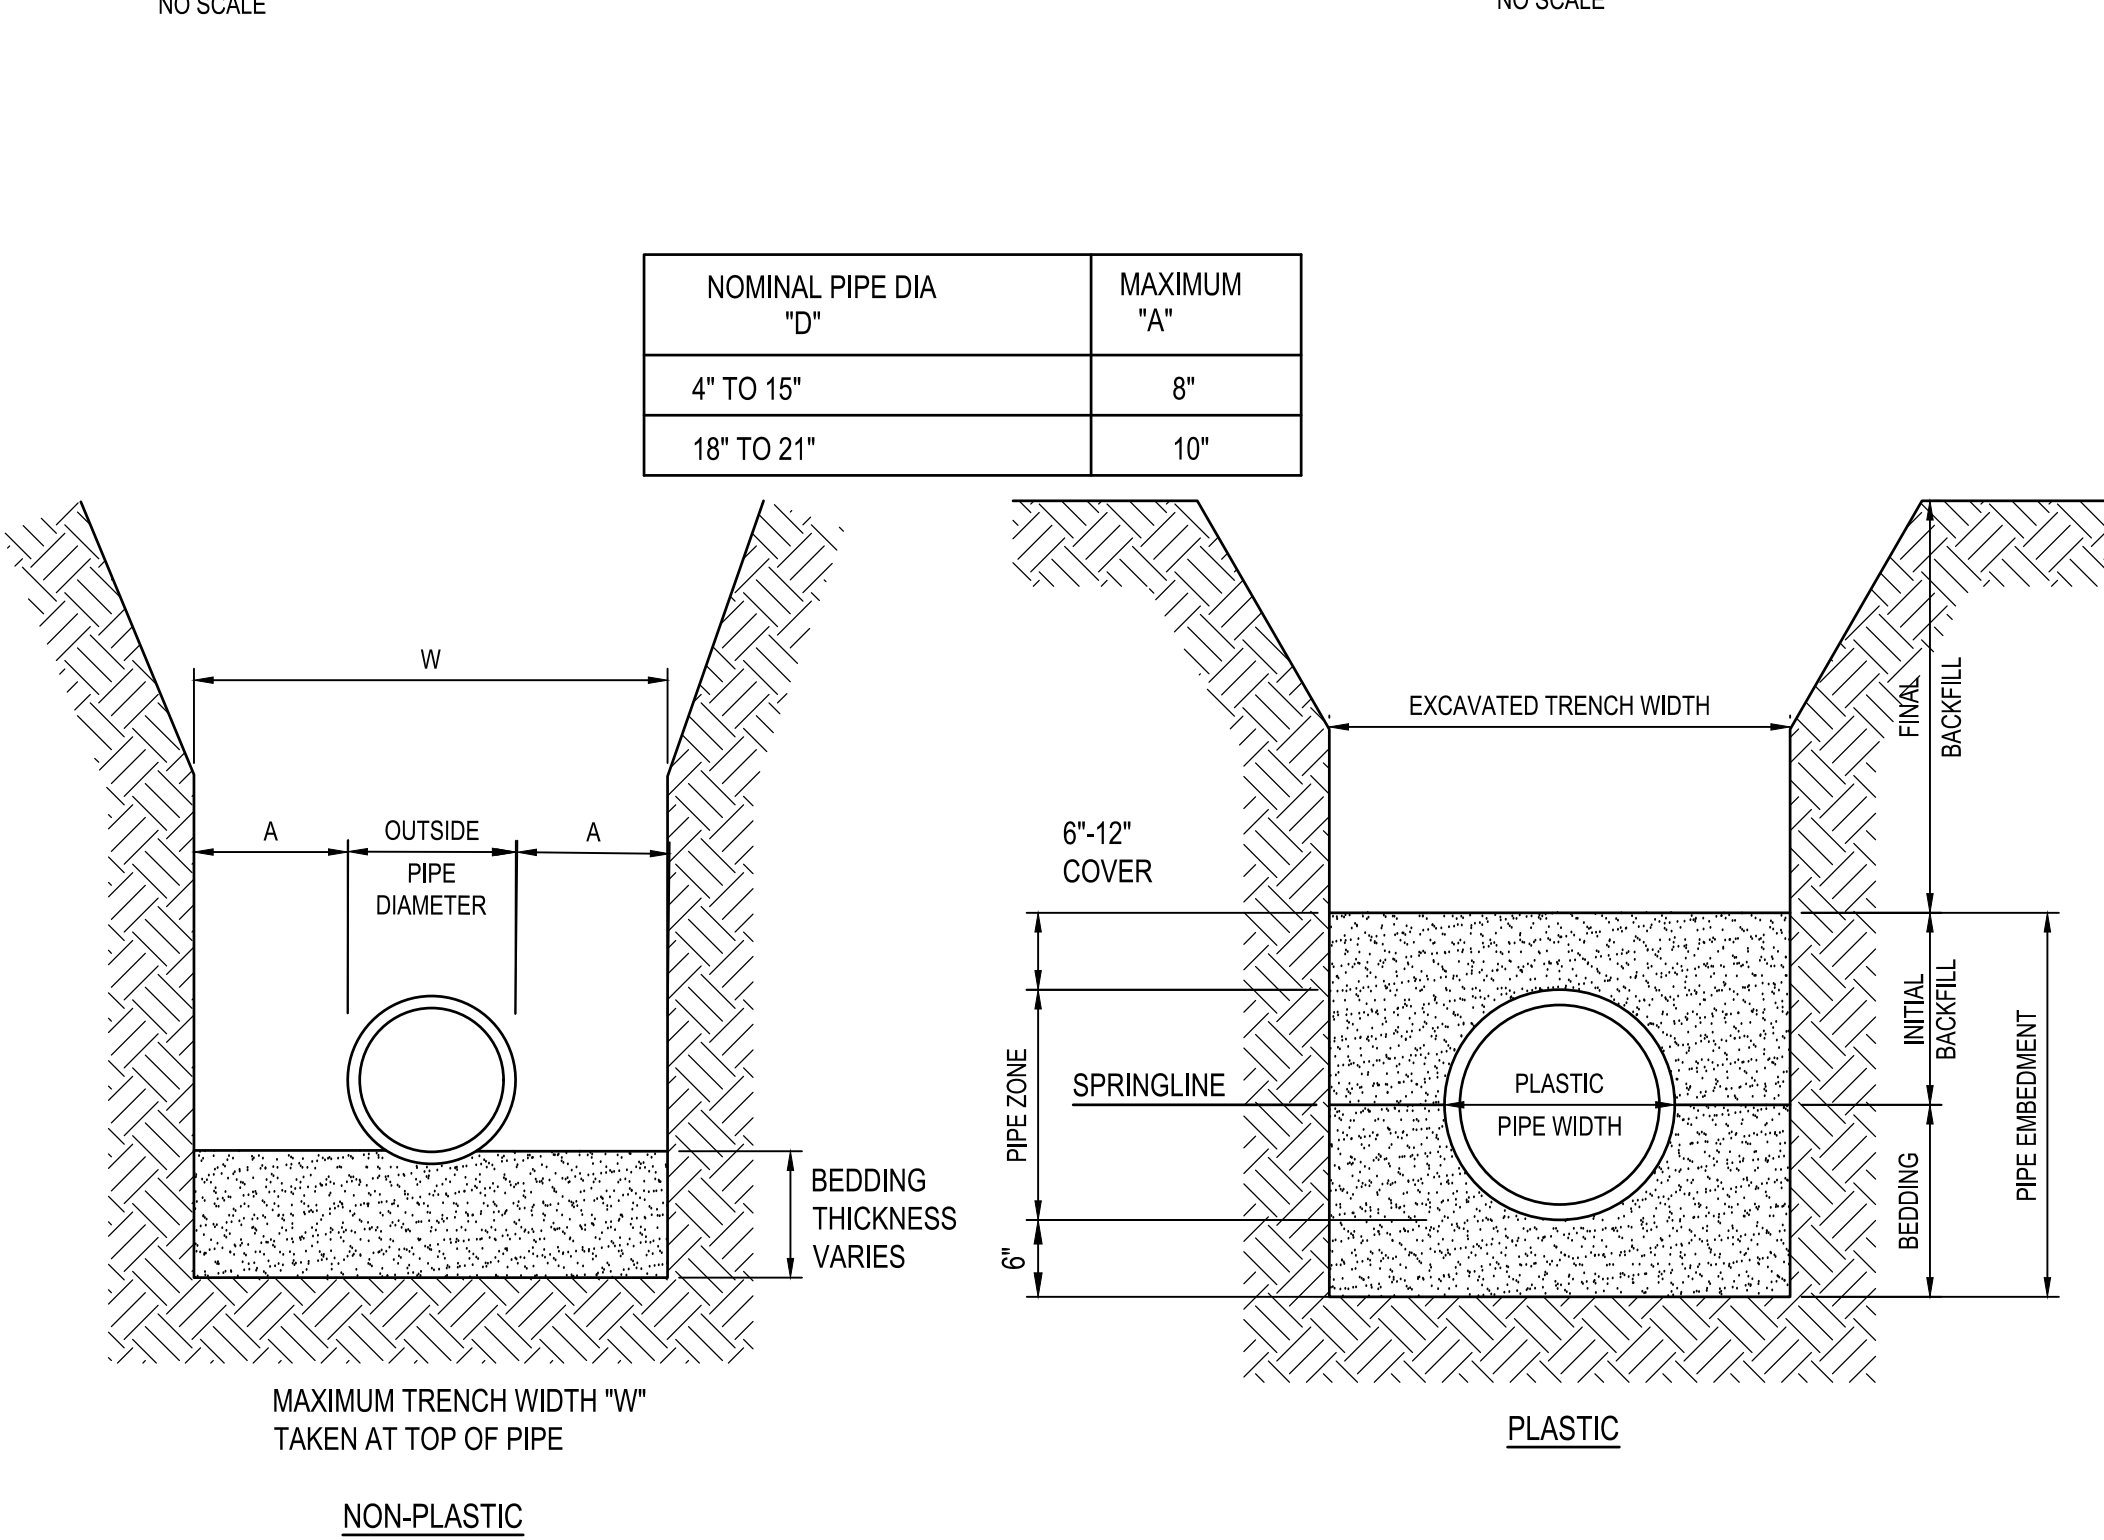 NO SCALE
NO SCALE
NOMINAL PIPE DIA
"D"
MAXIMUM
"A"
4" TO 15"
8"
18" TO 21"
10"
W
A
OUTSIDE
PIPE
DIAMETER
A
BEDDING
THICKNESS
VARIES
MAXIMUM TRENCH WIDTH "W"
TAKEN AT TOP OF PIPE
NON-PLASTIC
EXCAVATED TRENCH WIDTH
6"-12"
COVER
PIPE ZONE
SPRINGLINE
6"
PLASTIC
PIPE WIDTH
FINAL
BACKFILL
INITIAL
BACKFILL
BEDDING
PIPE EMBEDMENT
PLASTIC